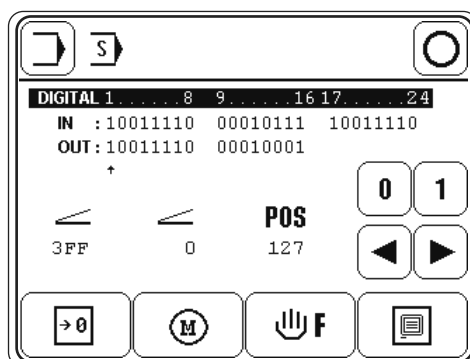 S
DIGITAL 1......8 9......16 17......24
IN :10011110 00010111 10011110
OUT:10011110 00010001
0 1
POS
3FF 0 127
→0 M F